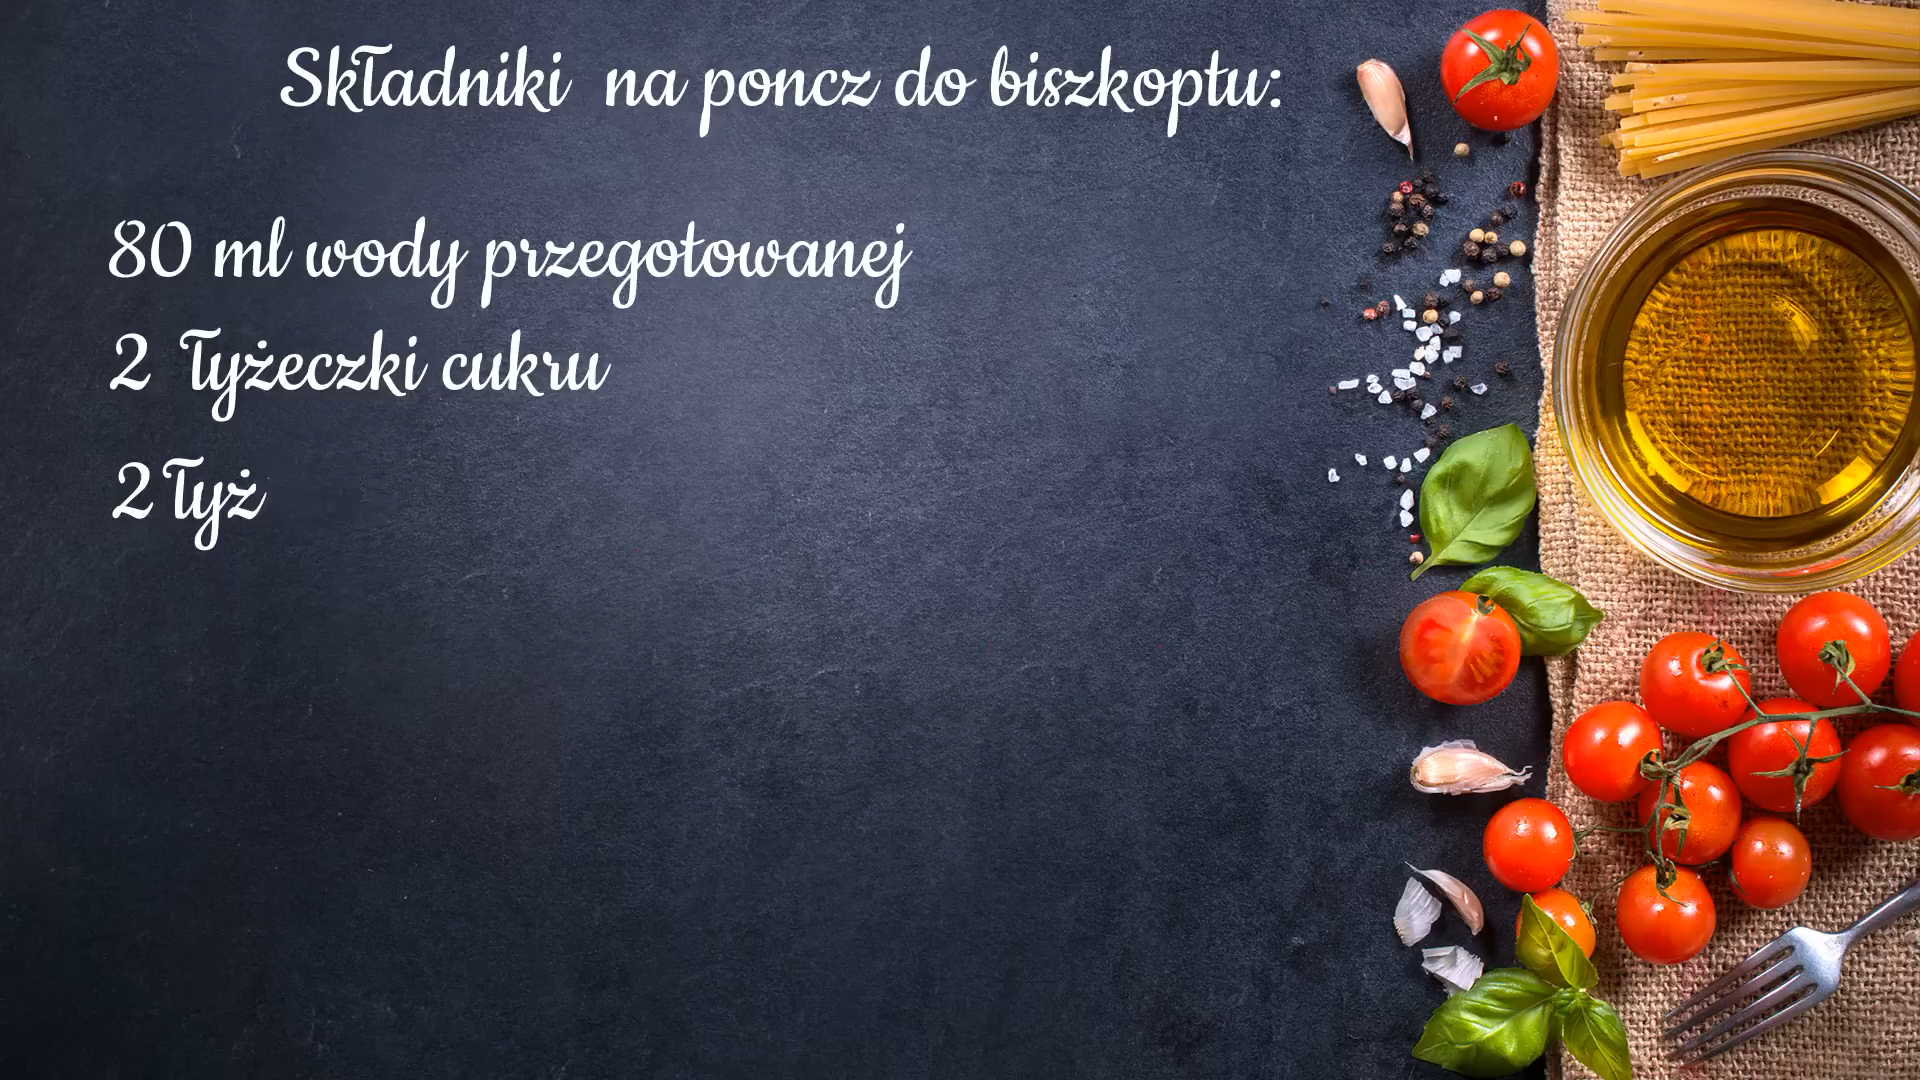 Składniki na poncz do biszkoptu:
80 ml wody przegotowanej
2 łyżeczki cukru
2 łyż